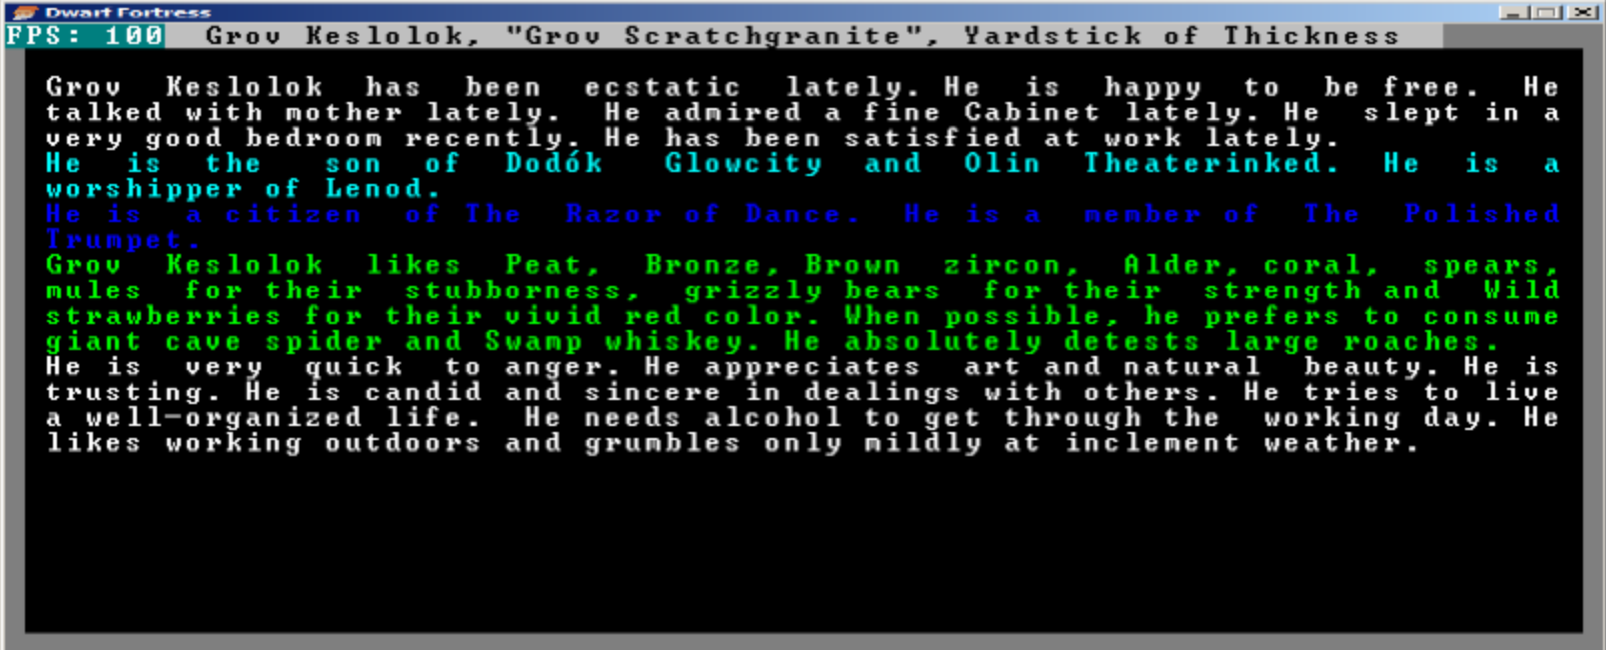 Dwarf Fortress
FPS: 100 Grov Keslolok, "Grov Scratchgranite", Yardstick of Thickness
Grov Keslolok has been ecstatic lately. He is happy to be free. He
talked with mother lately. He admired a fine Cabinet lately. He slept in a
very good bedroom recently. He has been satisfied at work lately.
He is the son of Dodók Glowcity and Olin Theaterinked. He is a
worshipper of Lenod.
He is a citizen of The Razor of Dance. He is a member of The Polished
Trumpet.
Grov Keslolok likes Peat, Bronze, Brown zircon, Alder, coral, spears,
mules for their stubborness, grizzly bears for their strength and Wild
strawberries for their vivid red color. When possible, he prefers to consume
giant cave spider and Swamp whiskey. He absolutely detests large roaches.
He is very quick to anger. He appreciates art and natural beauty. He is
trusting. He is candid and sincere in dealings with others. He tries to live
a well-organized life. He needs alcohol to get through the working day. He
likes working outdoors and grumbles only mildly at inclement weather.